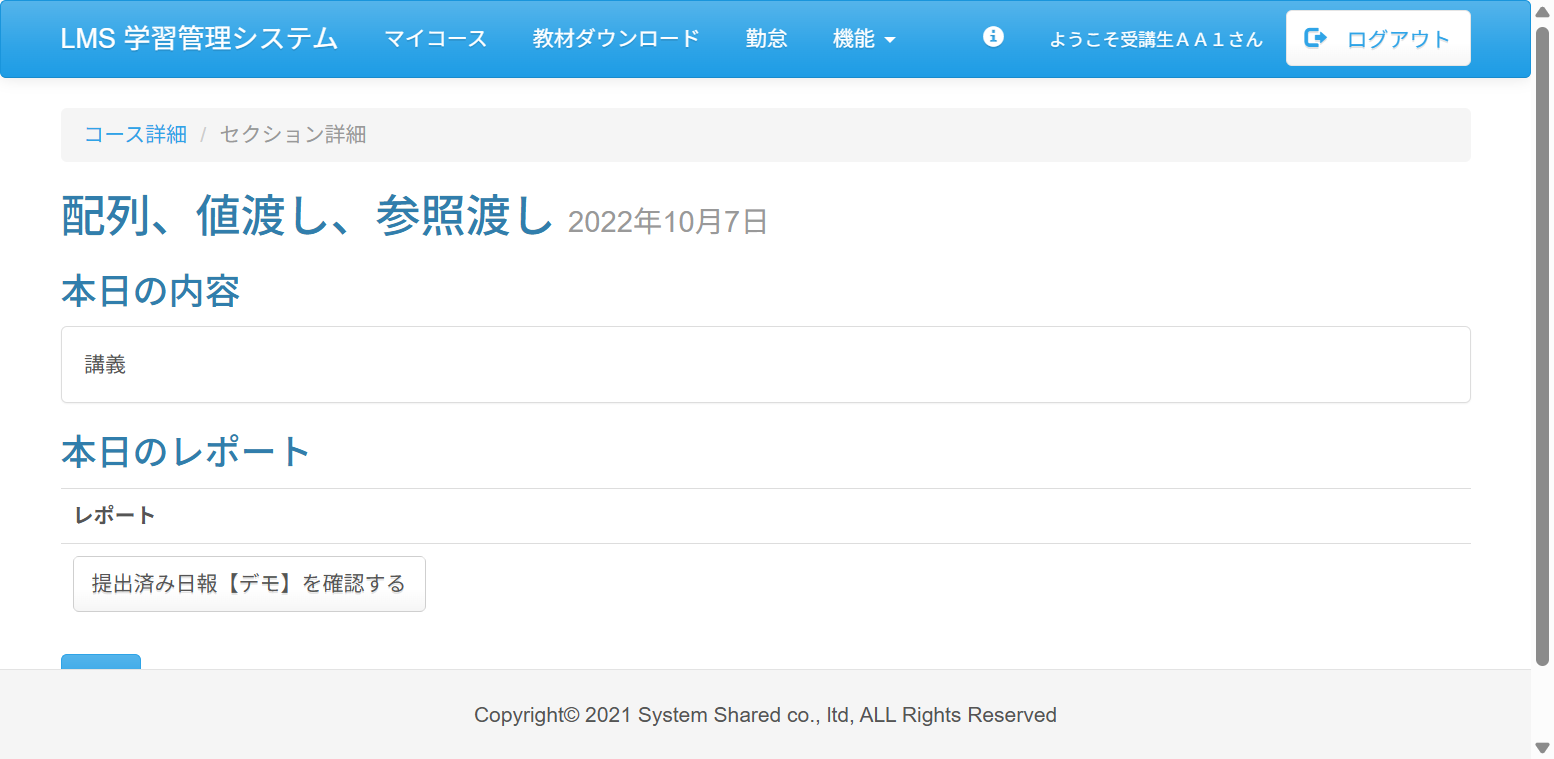 LMS 学習管理システム マイコース 教材ダウンロード 勤怠 機能 ようこそ受講生ＡＡ１さん ログアウト
コース詳細 / セクション詳細
配列、値渡し、参照渡し 2022年10月7日
本日の内容
講義
本日のレポート
レポート
提出済み日報【デモ】を確認する
Copyright© 2021 System Shared co., ltd, ALL Rights Reserved